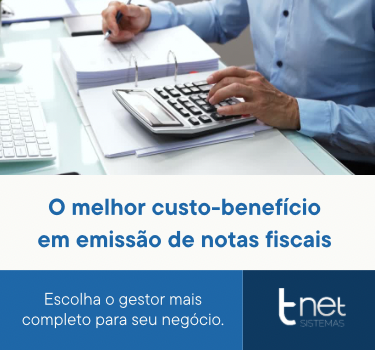 O melhor custo-benefício
em emissão de notas fiscais
Escolha o gestor mais
completo para seu negócio.
tnet
SISTEMAS